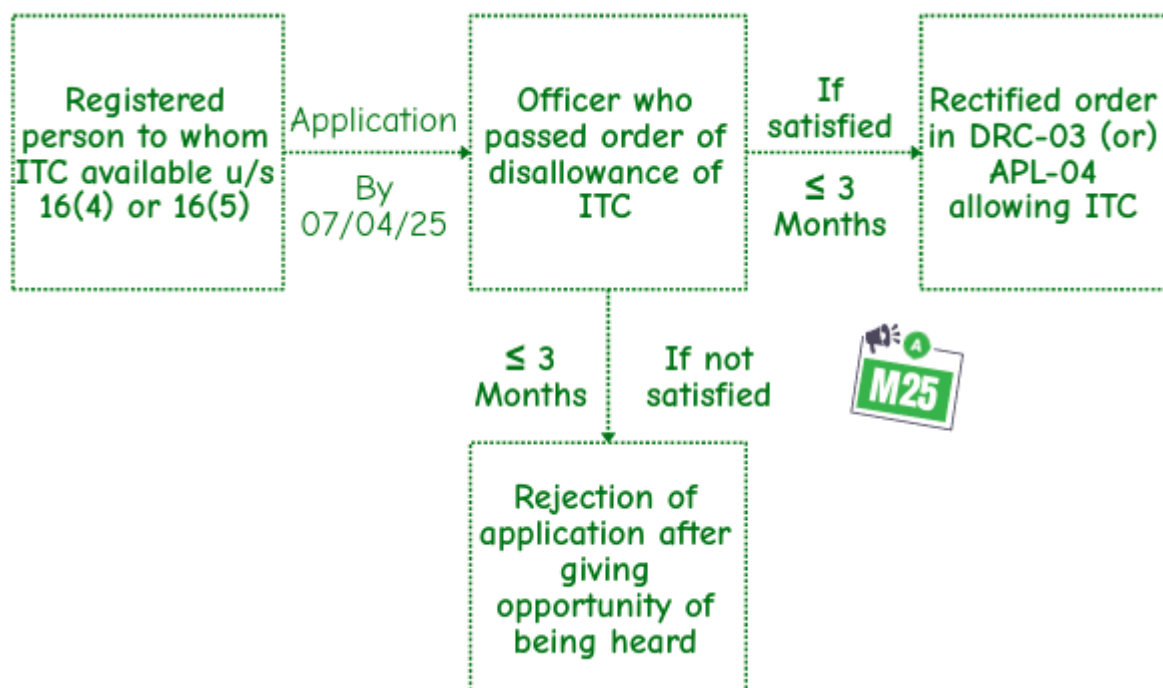 Registered
person to whom
ITC available u/s
16(4) or 16(5)
Application
By
07/04/25
Officer who
passed order of
disallowance of
ITC
If
satisfied
≤ 3
Months
Rectified order
in DRC-03 (or)
APL-04
allowing ITC
≤ 3
Months
If not
satisfied
A
M25
Rejection of
application after
giving
opportunity of
being heard